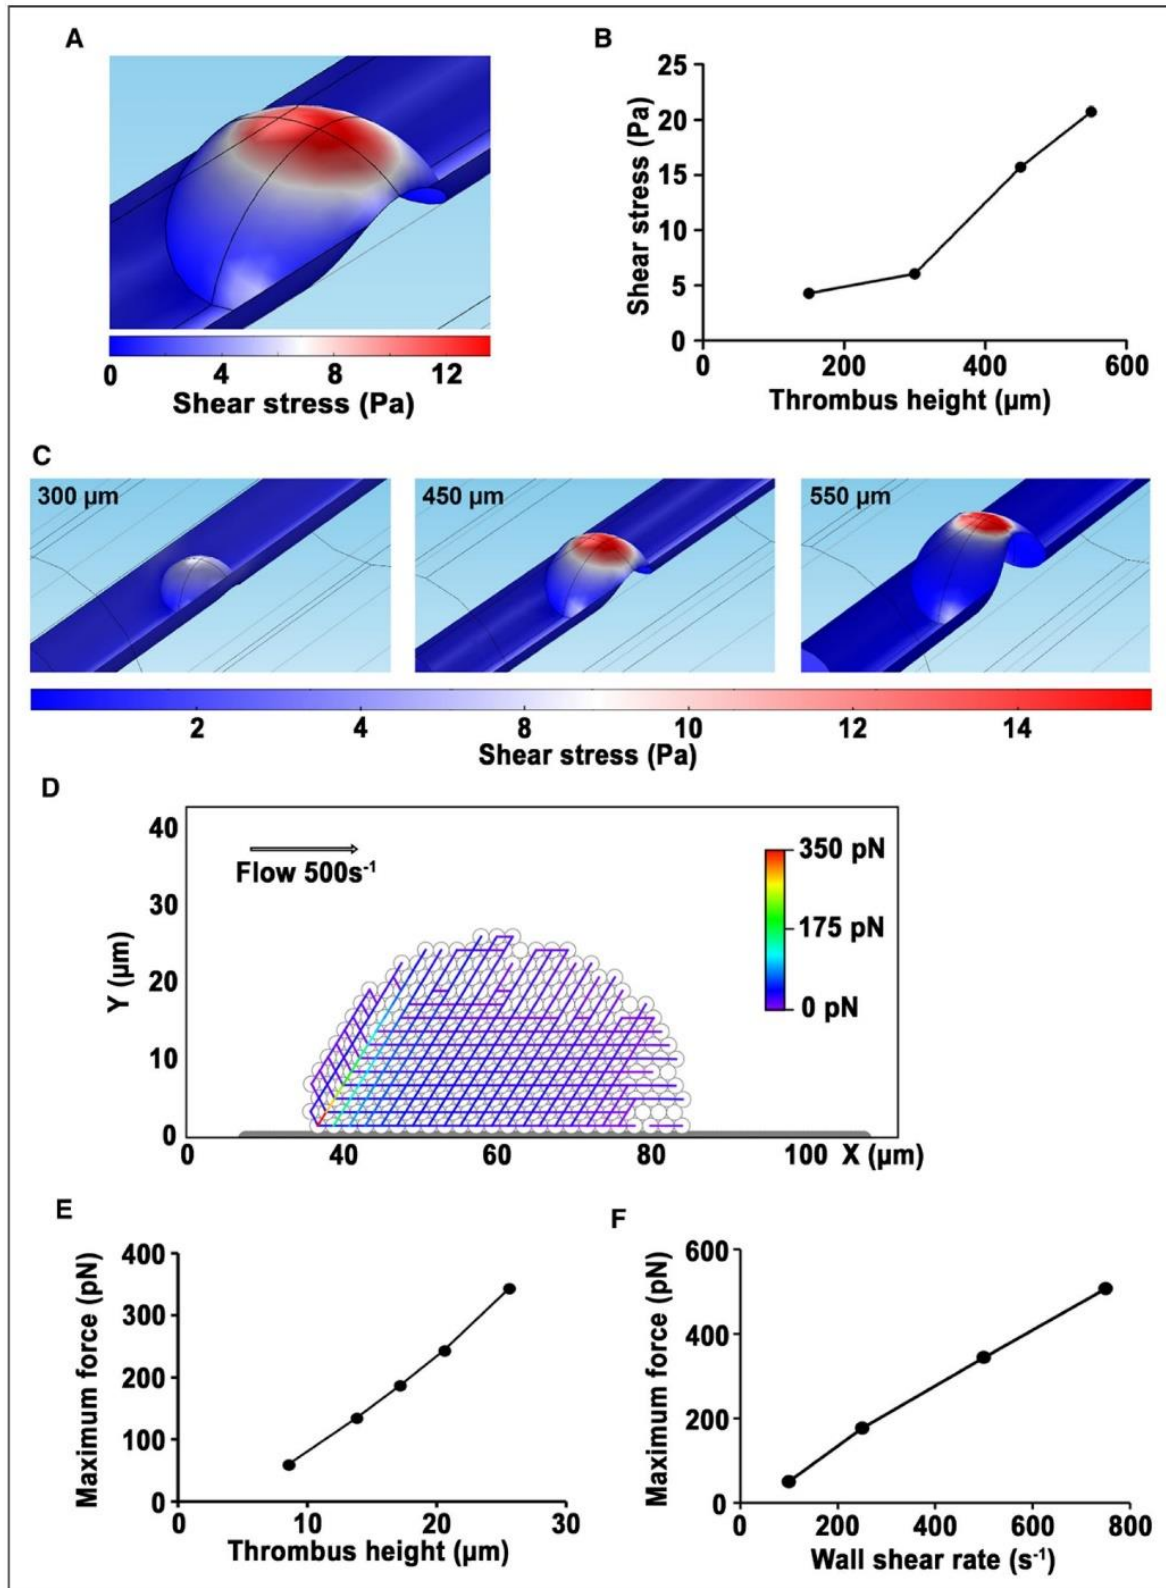 A
0 4 8 12
Shear stress (Pa)
B
25
20
15
10
5
0
Shear stress (Pa)
0 200 400 600
Thrombus height (µm)
C
300 µm
450 µm
550 µm
2 4 8 10 12 14
Shear stress (Pa)
D
40
30
20
10
0
Y (µm)
Flow 500s⁻¹
350 pN
175 pN
0 pN
0 40 60 80 100 X (µm)
E
400
300
200
100
0
Maximum force (pN)
0 10 20 30
Thrombus height (µm)
F
600
400
200
0
Maximum force (pN)
0 200 400 600 800
Wall shear rate (s⁻¹)